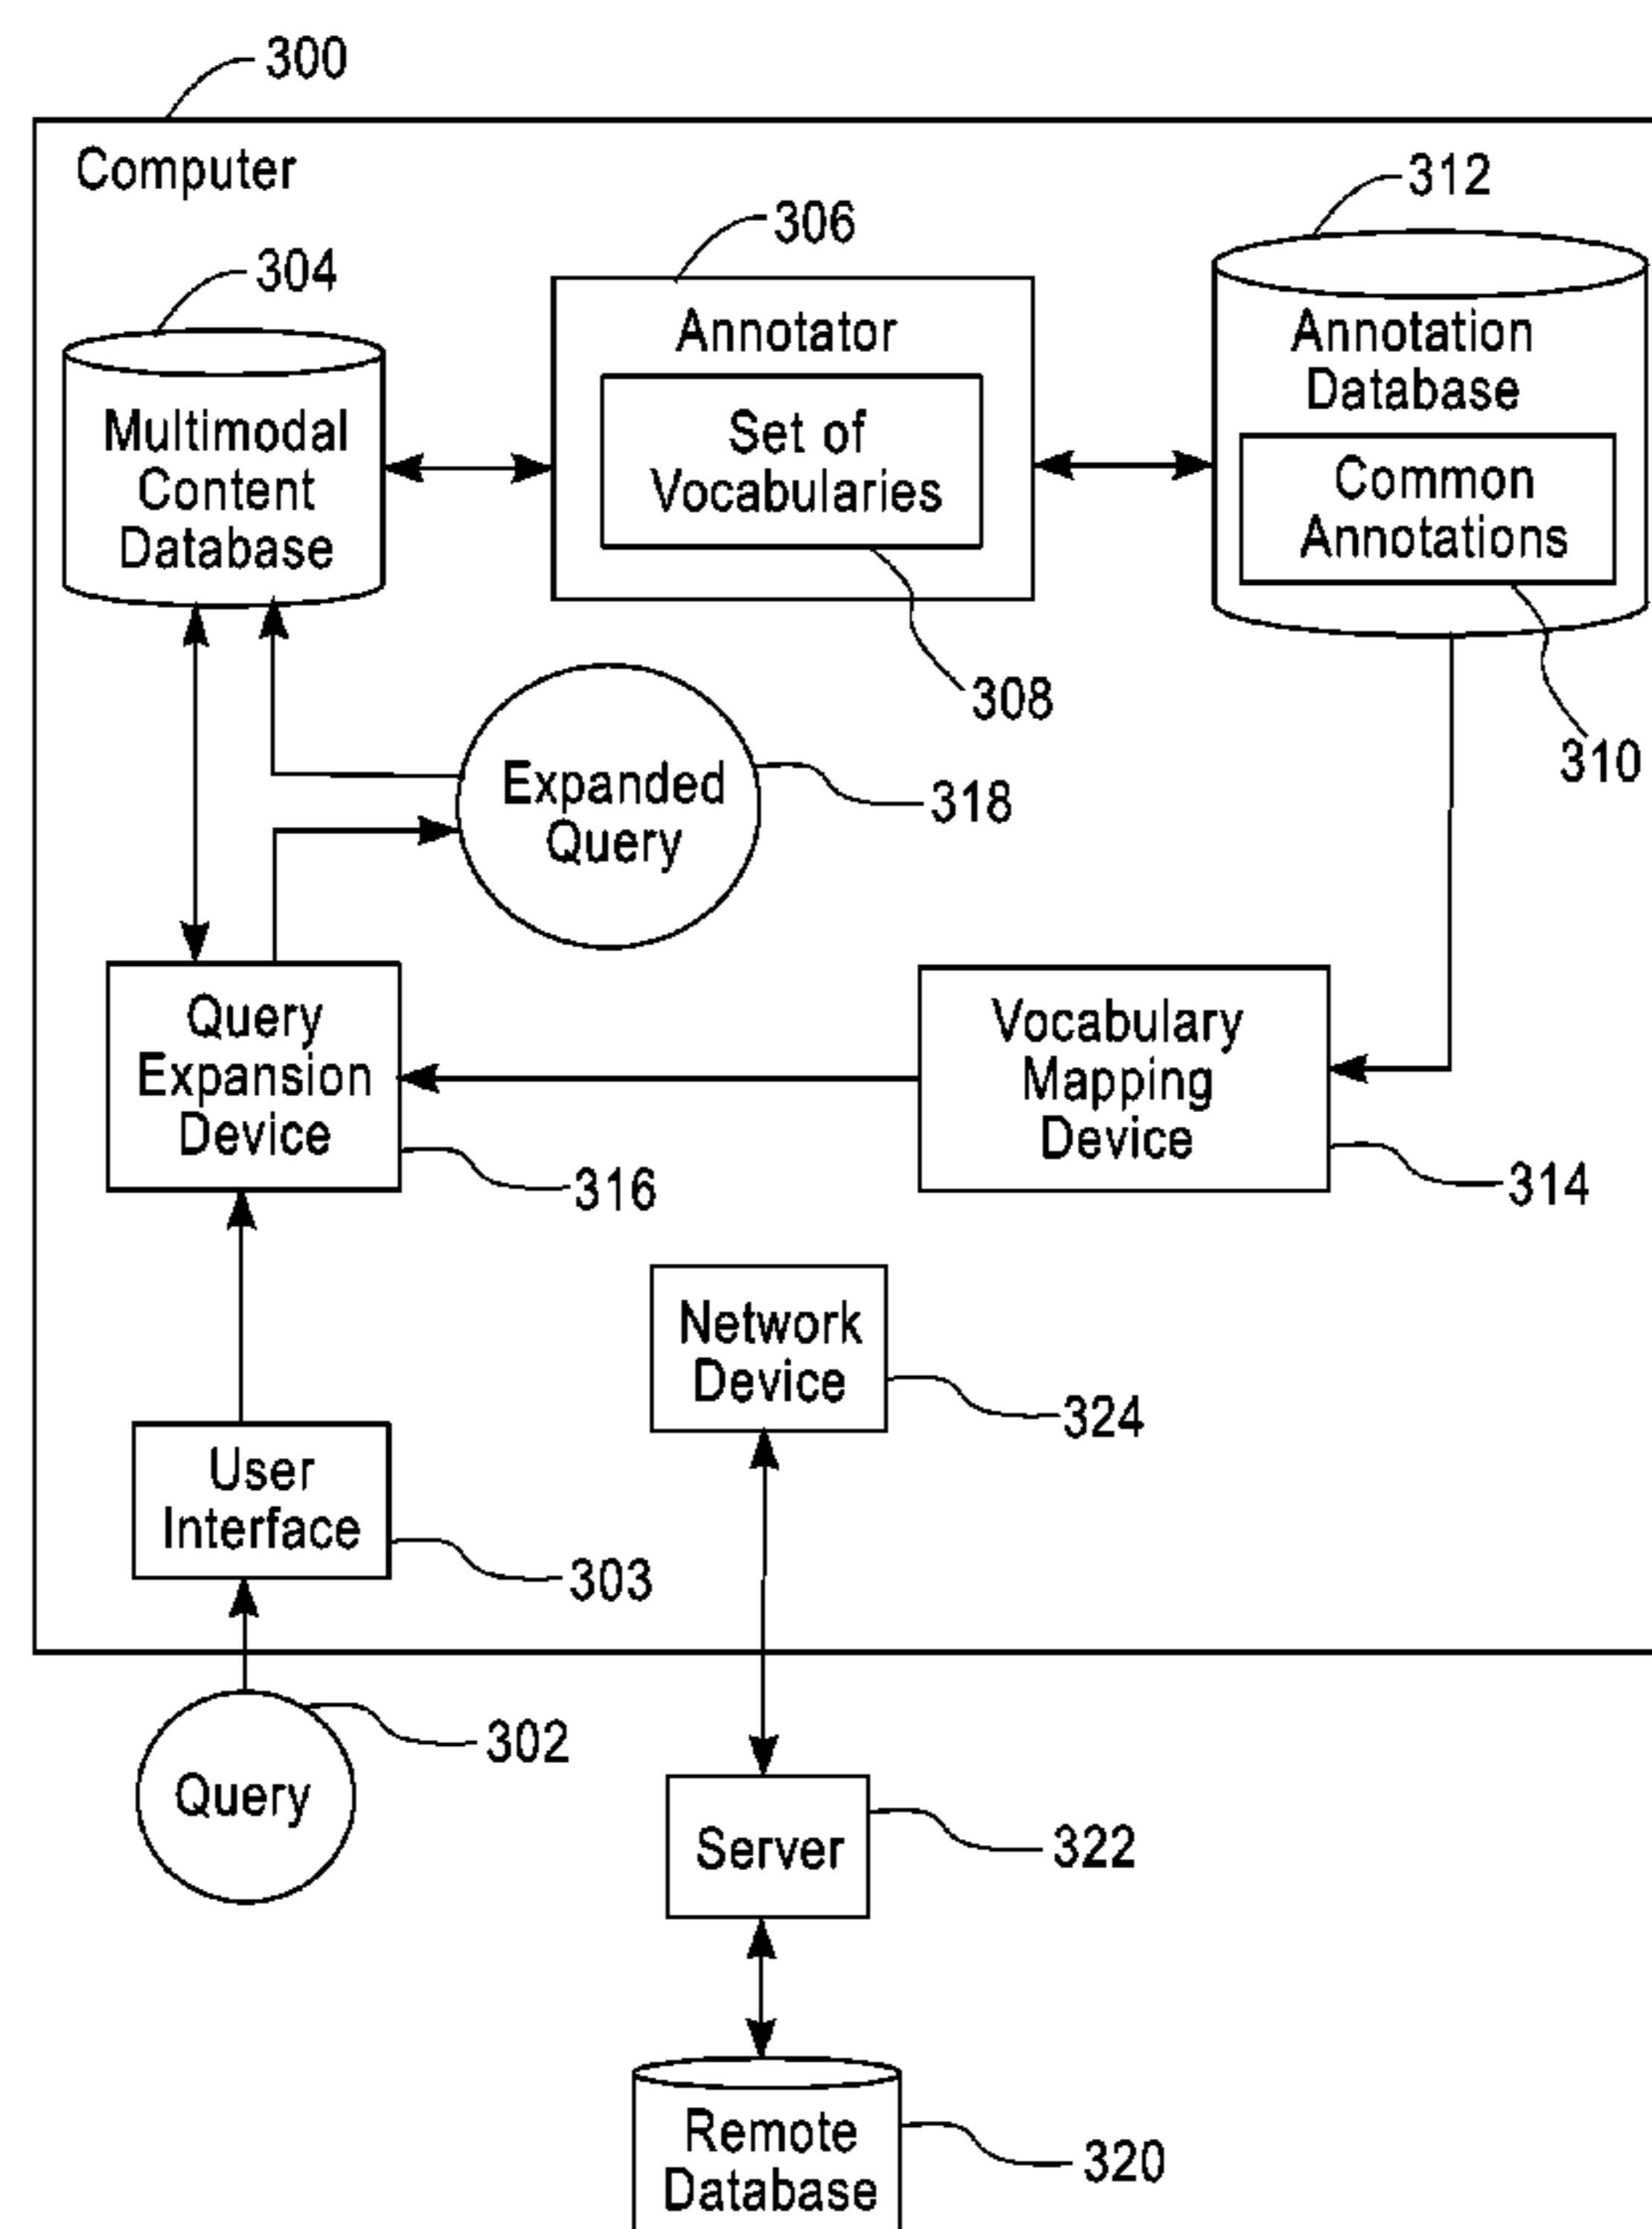 300
Computer
312
306
304
Annotator
Annotation
Database
Multimodal
Content
Database
Set of
Vocabularies
Common
Annotations
308
310
Expanded
Query
318
Query
Expansion
Device
Vocabulary
Mapping
Device
316
314
Network
Device
324
User
Interface
303
302
Query
Server
322
Remote
Database
320